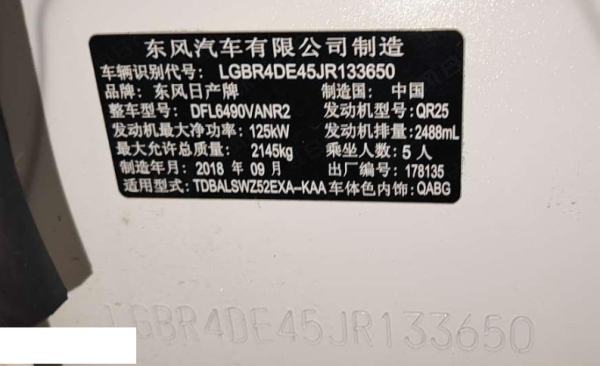 东风汽车有限公司制造
车辆识别代号: LGBR4DE45JR133650
品牌: 东风日产牌 制造国: 中国
整车型号: DFL6490VANR2 发动机型号: QR25
发动机最大净功率: 125kW 发动机排量: 2488mL
最大允许总质量: 2145kg 乘坐人数: 5 人
制造年月: 2018 年 09 月 出厂编号: 178135
适用型式: TDBALSWZ52EXA-KAA 车体色内饰: QABG
LGBR4DE45JR133650